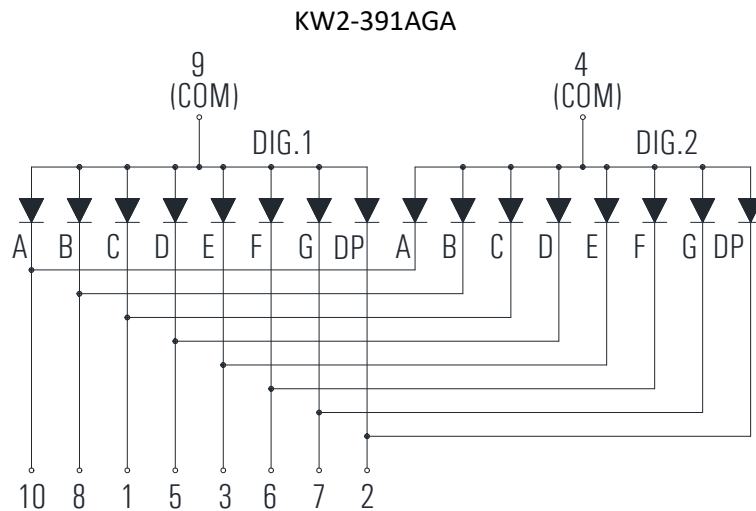 KW2-391AGA
9 4
(COM) (COM)
DIG.1 DIG.2
A B C D E F G DP A B C D E F G DP
10 8 1 5 3 6 7 2